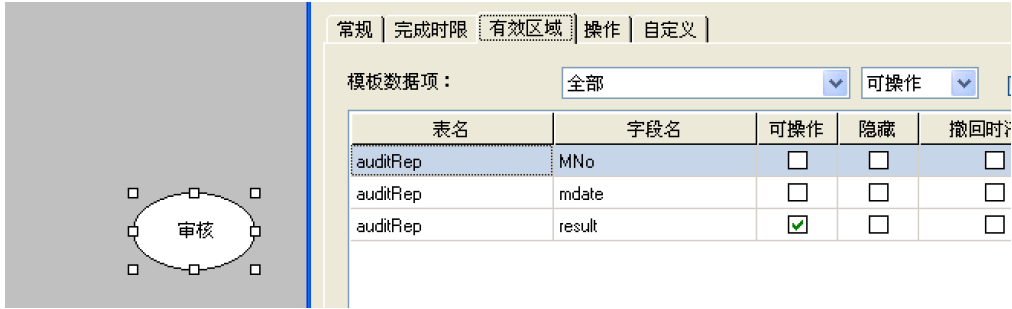 常规 完成时限 有效区域 操作 自定义
模板数据项： 全部 可操作
表名 字段名 可操作 隐藏 撤回时
auditRep MNo
auditRep mdate
审核
auditRep result